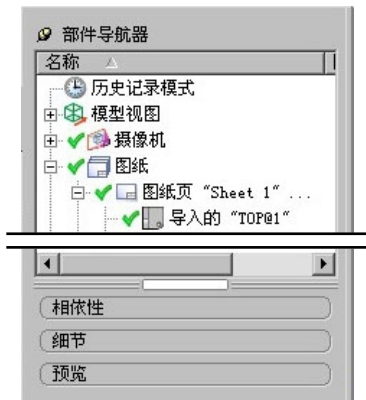 部件导航器
名称
历史记录模式
模型视图
摄像机
图纸
图纸页 "Sheet 1" ...
导入的 "TOP@1"
相依性
细节
预览